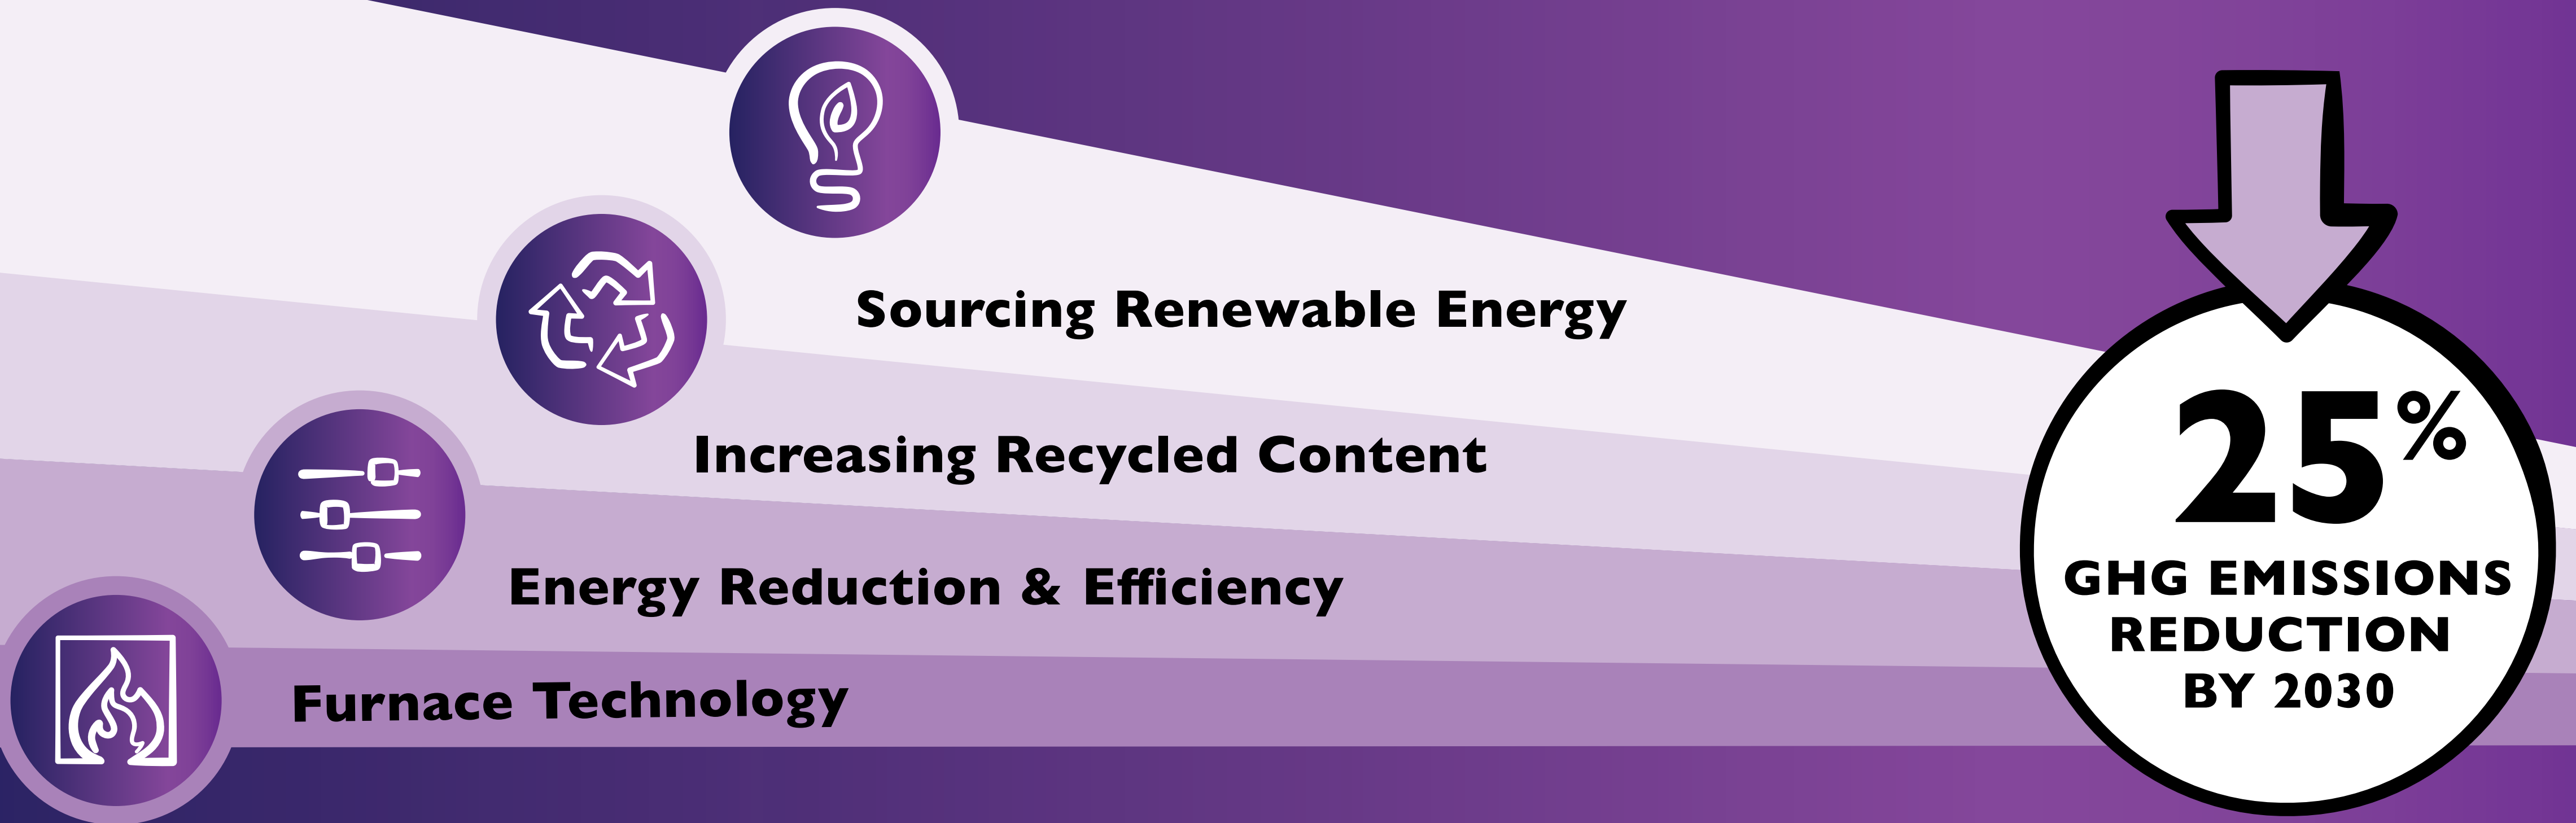 Sourcing Renewable Energy
Increasing Recycled Content
Energy Reduction & Efficiency
Furnace Technology
25%
GHG EMISSIONS
REDUCTION
BY 2030